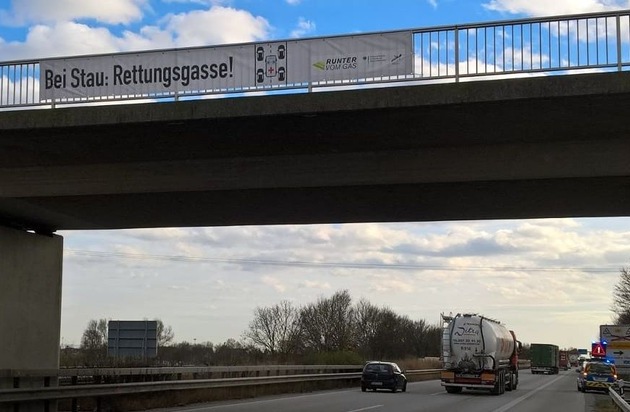 Bei Stau: Rettungsgasse!
RUNTER
VOM GAS